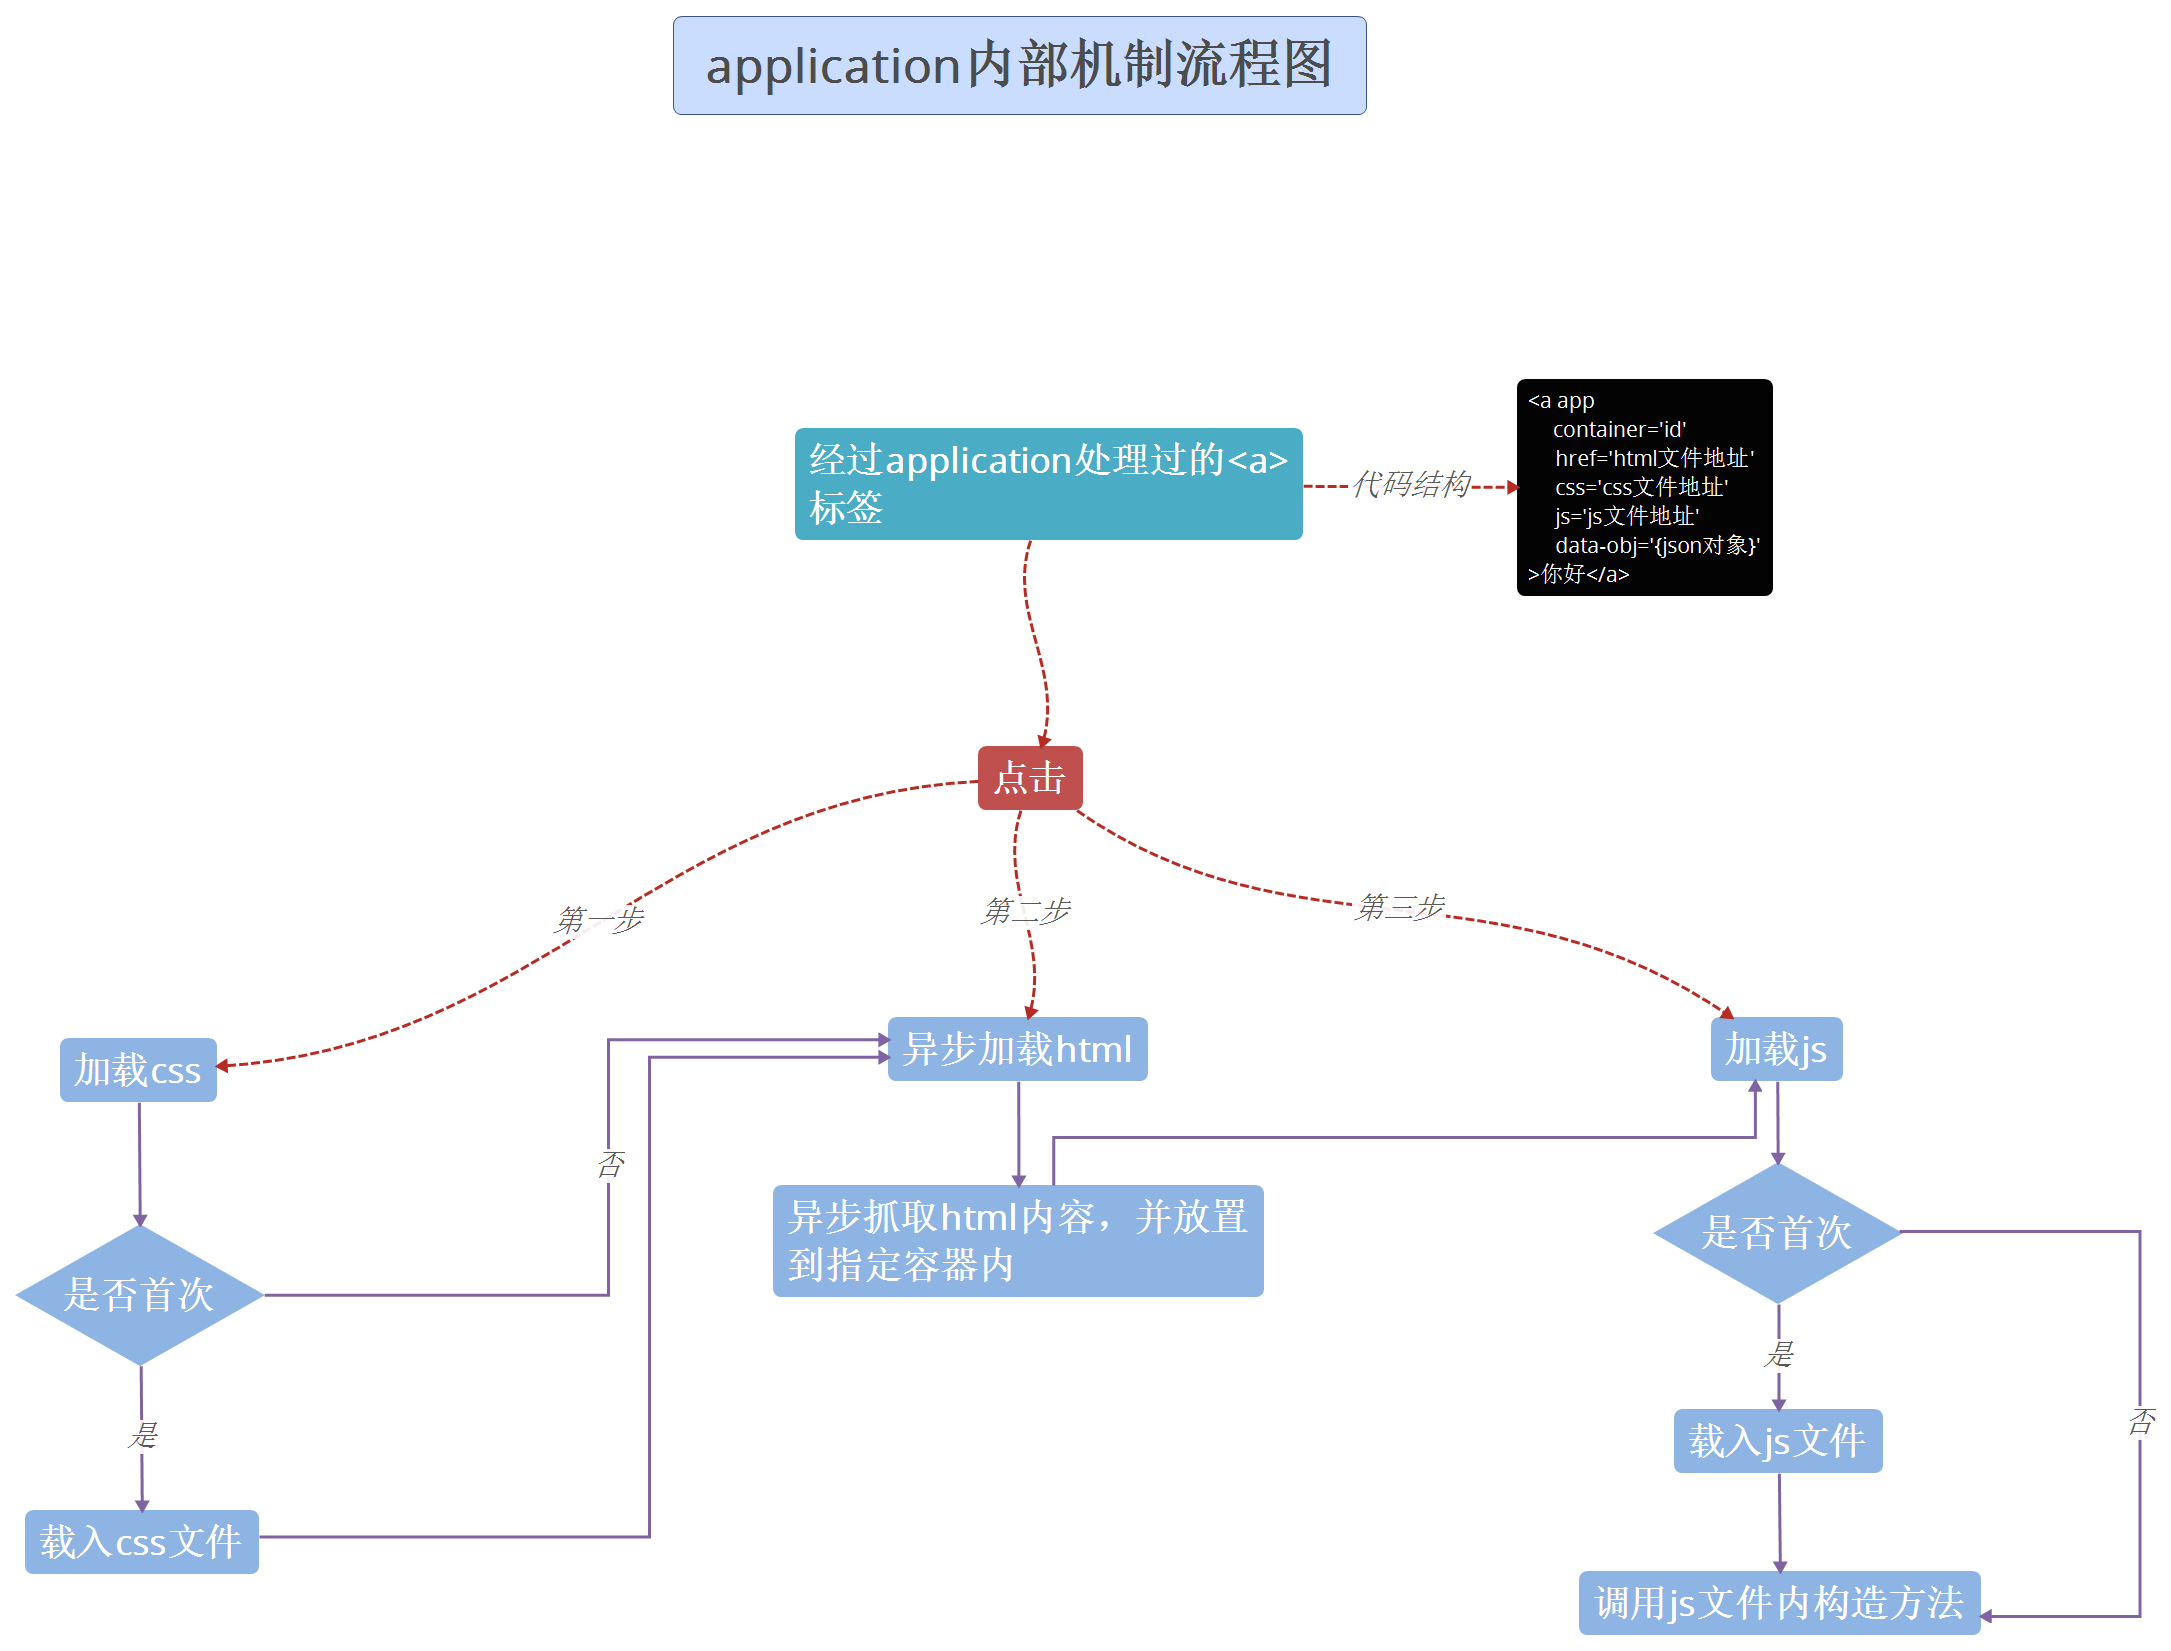 application内部机制流程图
经过application处理过的<a>
标签
代码结构
<a app
container='id'
href='html文件地址'
css='css文件地址'
js='js文件地址'
data-obj='{json对象}'
>你好</a>
点击
第一步
第二步
第三步
加载css
异步加载html
加载js
否
异步抓取html内容，并放置
到指定容器内
是否首次
是否首次
是
否
是
载入js文件
载入css文件
调用js文件内构造方法